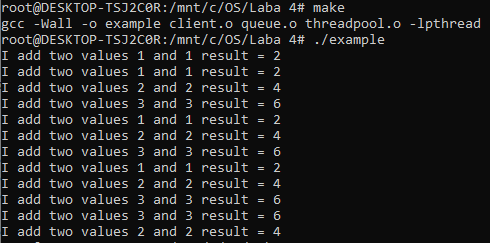 root@DESKTOP-TSJ2C0R:/mnt/c/OS/Laba 4# make
gcc -Wall -o example client.o queue.o threadpool.o -lpthread
root@DESKTOP-TSJ2C0R:/mnt/c/OS/Laba 4# ./example
I add two values 1 and 1 result = 2
I add two values 1 and 1 result = 2
I add two values 2 and 2 result = 4
I add two values 3 and 3 result = 6
I add two values 1 and 1 result = 2
I add two values 2 and 2 result = 4
I add two values 3 and 3 result = 6
I add two values 1 and 1 result = 2
I add two values 2 and 2 result = 4
I add two values 3 and 3 result = 6
I add two values 3 and 3 result = 6
I add two values 2 and 2 result = 4